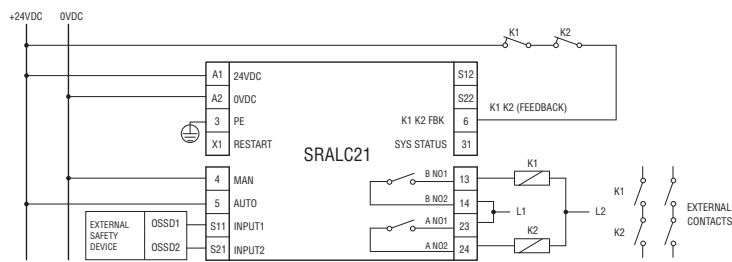 +24VDC 0VDC
K1 K2
A1 24VDC S12
A2 0VDC S22
K1 K2 (FEEDBACK)
3 PE K1 K2 FBK 6
X1 RESTART SYS STATUS 31
SRALC21
K1
4 MAN B NO1 13
K1
5 AUTO B NO2 14
L1 L2
EXTERNAL CONTACTS
EXTERNAL SAFETY DEVICE
OSSD1 S11 INPUT1 A NO1 23
K2 K2
OSSD2 S21 INPUT2 A NO2 24